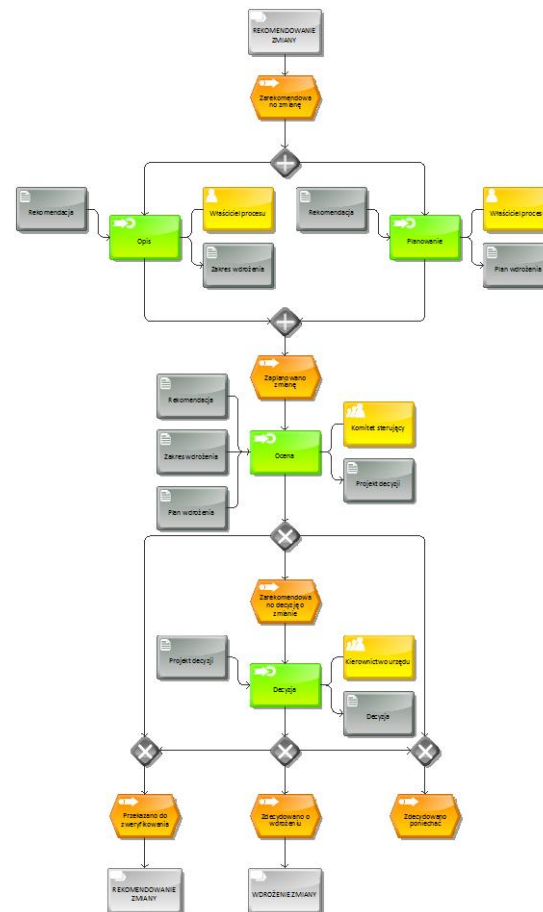 REKOMENDOWANIE
ZMIANY
Zarekomendowa
no zmianę
Rekomendacja
Właściciel procesu
Opis
Zakres wdrożenia
Rekomendacja
Właściciel proces
Planowanie
Plan wdrożenia
Zaplanowano
zmianę
Rekomendacja
Zakres wdrożenia
Plan wdrożenia
Ocena
Komitet sterujący
Projekt decyzji
Zarekomendowa
no decyzję o
zmianie
Projekt decyzji
Decyzja
Kierownictwo urzędu
Decyzja
Przekazano do
zweryfikowania
Zdecydowano o
wdrożeniu
Zdecydowano
poniechać
REKOMENDOWANIE
ZMIANY
WDROŻENIE ZMIANY